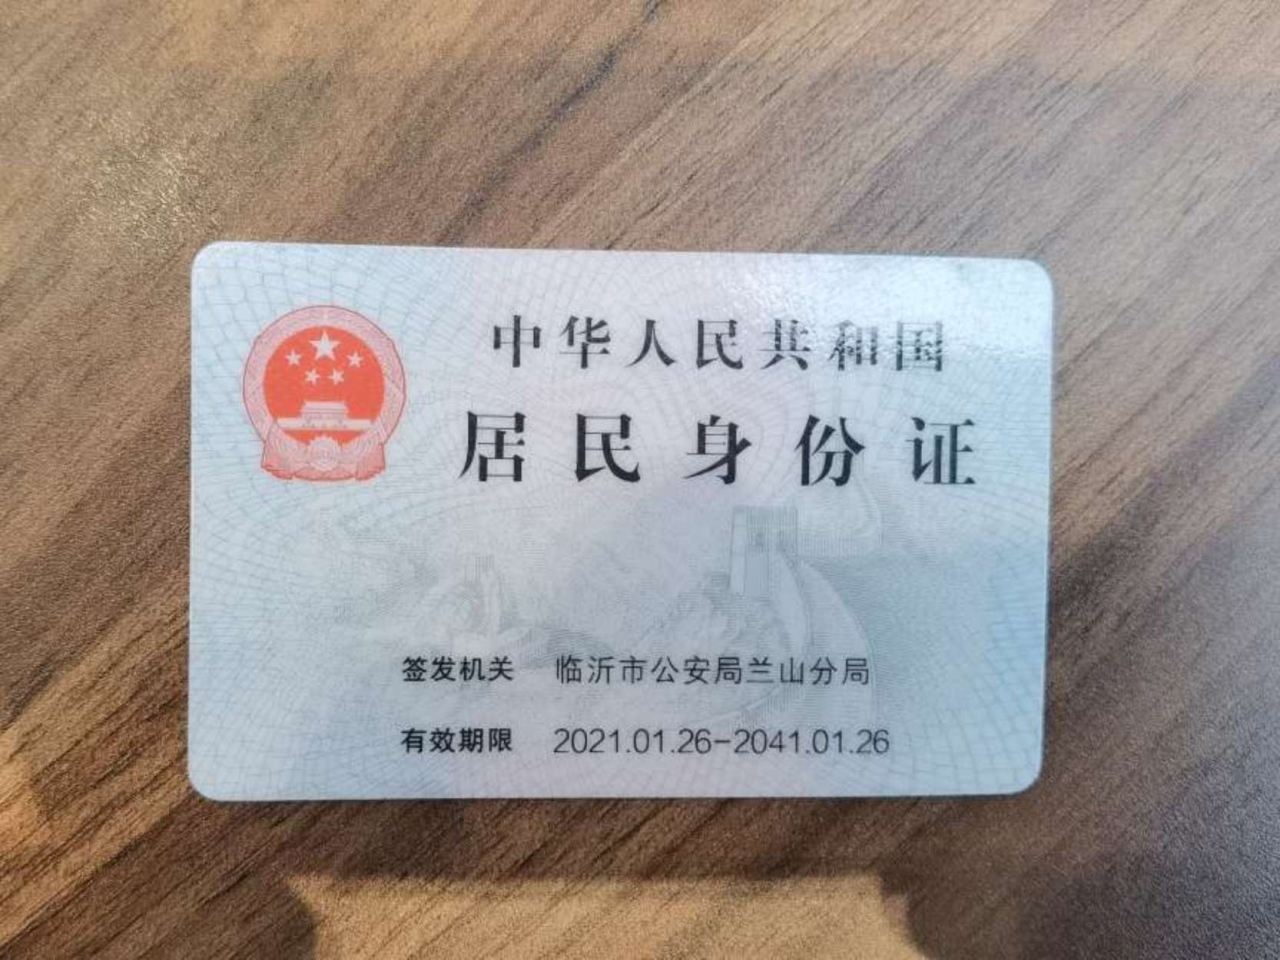 中华人民共和国
居民身份证
签发机关 临沂市公安局兰山分局
有效期限 2021.01.26-2041.01.26